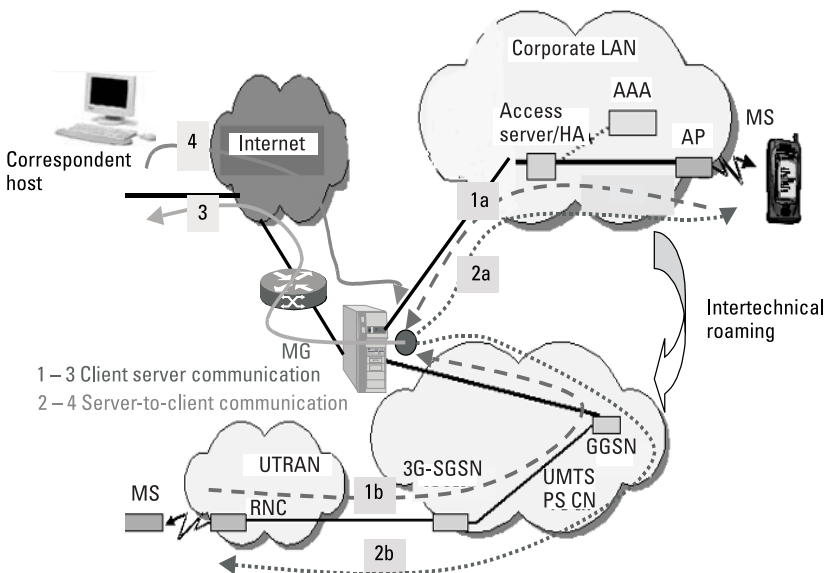 Corporate LAN
AAA
Access
server/HA
AP
MS
4
Internet
Correspondent
host
1a
3
2a
Intertechnical
roaming
MG
1 – 3 Client server communication
2 – 4 Server-to-client communication
GGSN
UTRAN
3G-SGSN
UMTS
PS CN
MS
RNC
1b
2b